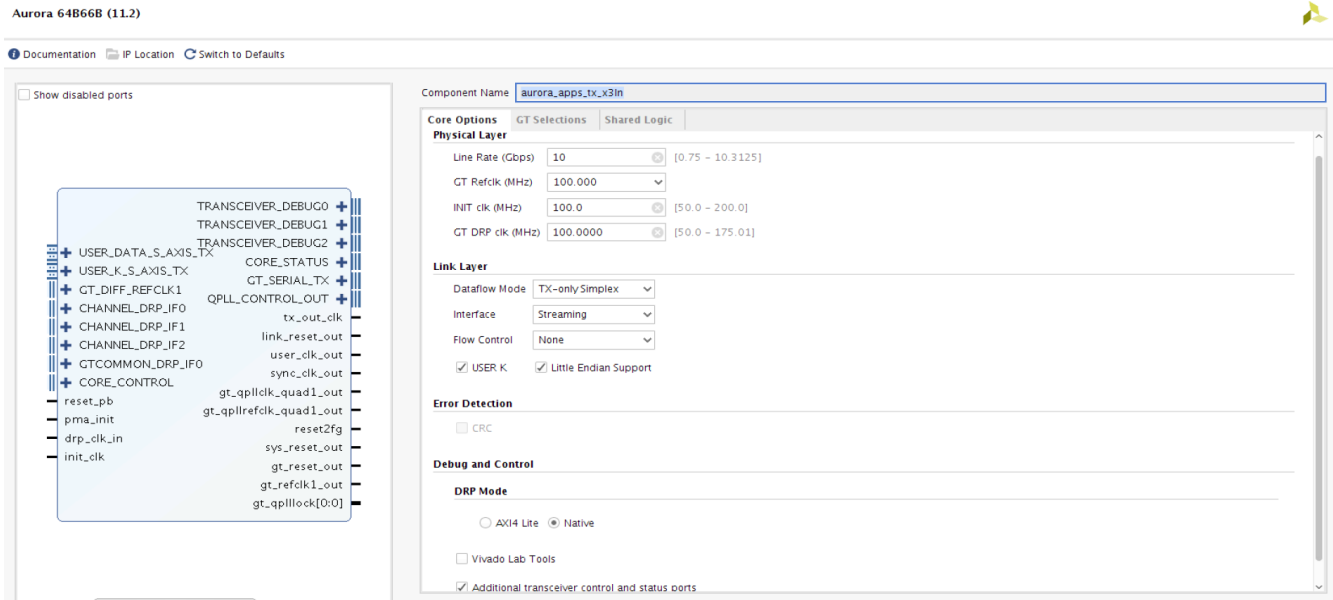 Aurora 64B66B (11.2)
Documentation IP Location Switch to Defaults
Show disabled ports
TRANSCEIVER_DEBUG0
TRANSCEIVER_DEBUG1
TRANSCEIVER_DEBUG2
USER_DATA_S_AXIS_TX
CORE_STATUS
USER_K_S_AXIS_TX
GT_SERIAL_TX
GT_DIFF_REFCLK1
QPLL_CONTROL_OUT
CHANNEL_DRP_IF0
tx_out_clk
CHANNEL_DRP_IF1
link_reset_out
CHANNEL_DRP_IF2
user_clk_out
GTCOMMON_DRP_IF0
sync_clk_out
CORE_CONTROL
gt_qpllclk_quad1_out
reset_pb
gt_qpllrefclk_quad1_out
pma_init
reset2fg
drp_clk_in
sys_reset_out
init_clk
gt_reset_out
gt_refclk1_out
gt_qplllock[0:0]
Component Name aurora_apps_tx_x3ln
Core Options GT Selections Shared Logic
Physical Layer
Line Rate (Gbps) 10 [0.75 - 10.3125]
GT Refclk (MHz) 100.000
INIT clk (MHz) 100.0 [50.0 - 200.0]
GT DRP clk (MHz) 100.0000 [50.0 - 175.01]
Link Layer
Dataflow Mode TX-only Simplex
Interface Streaming
Flow Control None
USER K Little Endian Support
Error Detection
CRC
Debug and Control
DRP Mode
AXI4 Lite Native
Vivado Lab Tools
Additional transceiver control and status ports